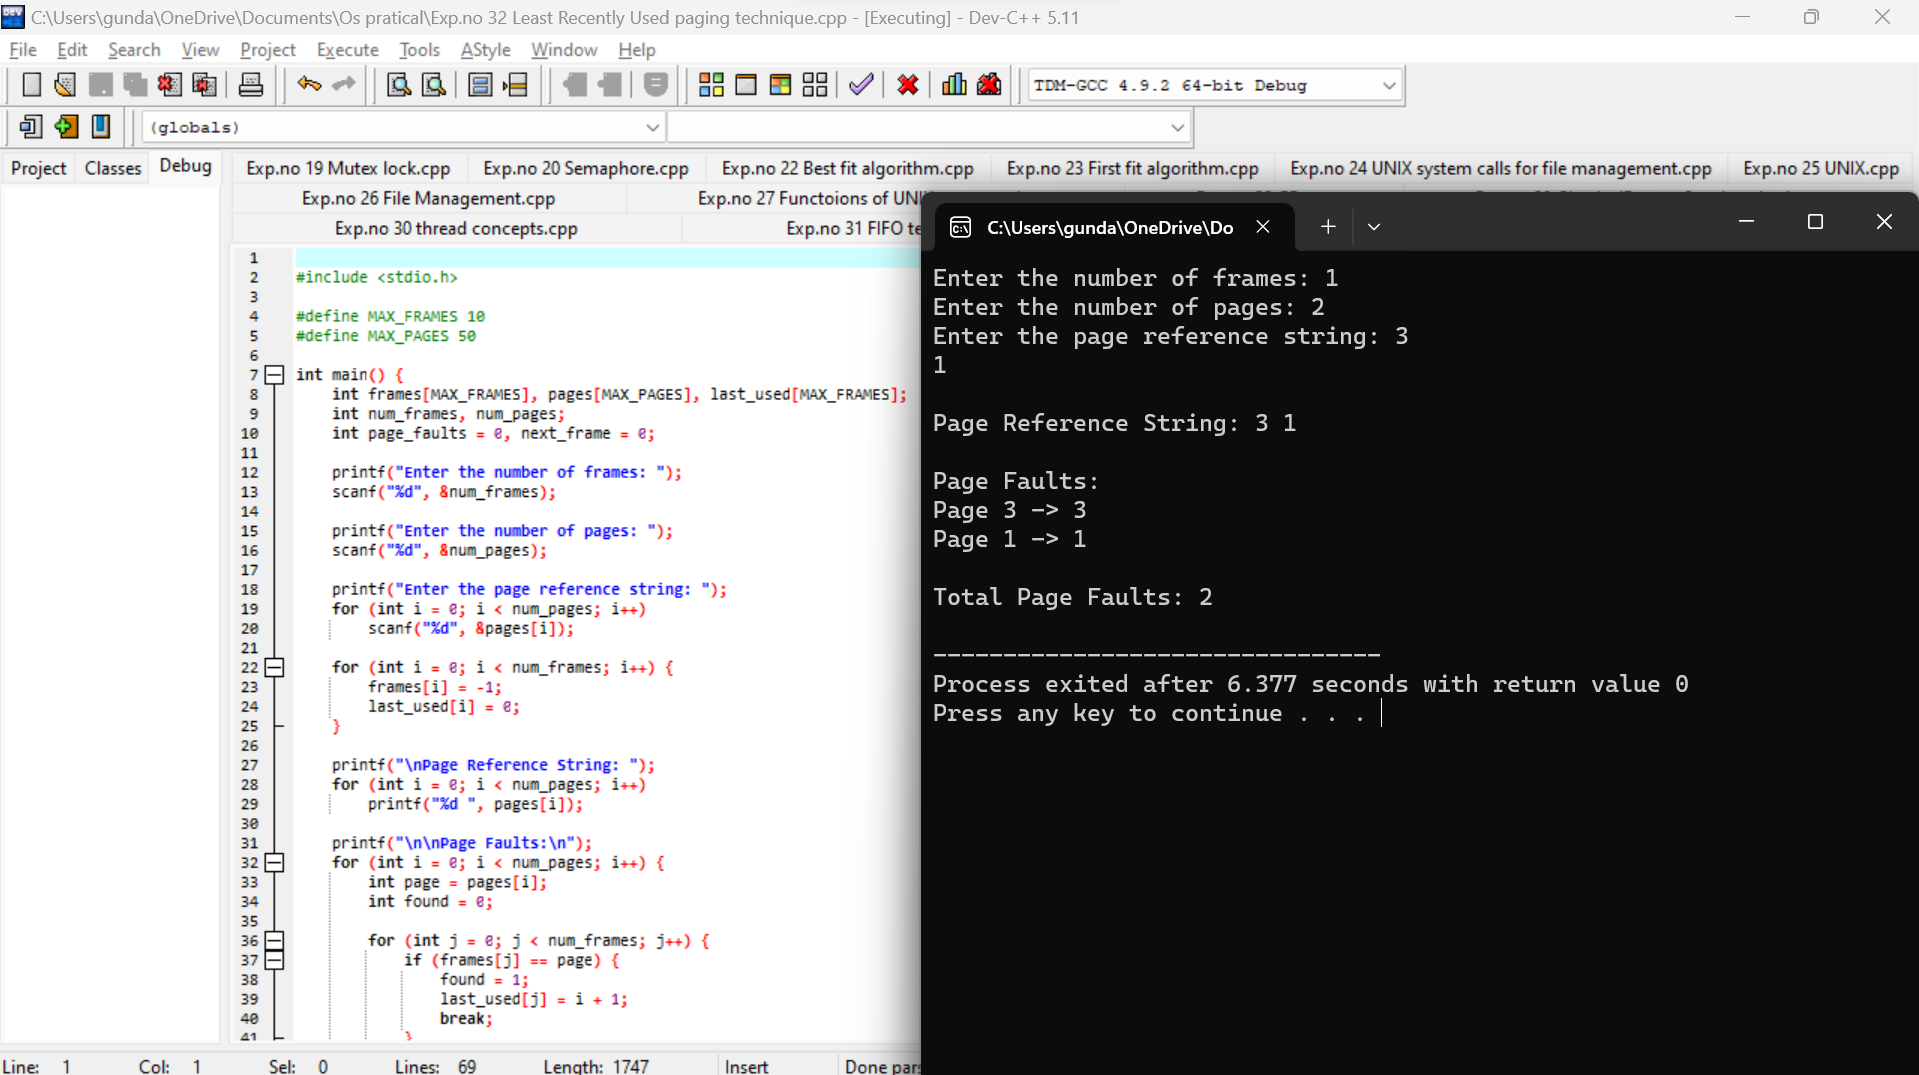 C:\Users\gunda\OneDrive\Documents\Os pratical\Exp.no 32 Least Recently Used paging technique.cpp - [Executing] - Dev-C++ 5.11
File Edit Search View Project Execute Tools AStyle Window Help
TDM-GCC 4.9.2 64-bit Debug
(globals)
Project Classes Debug
Exp.no 19 Mutex lock.cpp Exp.no 20 Semaphore.cpp Exp.no 22 Best fit algorithm.cpp Exp.no 23 First fit algorithm.cpp Exp.no 24 UNIX system calls for file management.cpp Exp.no 25 UNIX.cpp
Exp.no 26 File Management.cpp Exp.no 27 Functoions of UNI
Exp.no 30 thread concepts.cpp Exp.no 31 FIFO te
1
2 #include <stdio.h>
3
4 #define MAX_FRAMES 10
5 #define MAX_PAGES 50
6
7 int main() {
8 int frames[MAX_FRAMES], pages[MAX_PAGES], last_used[MAX_FRAMES];
9 int num_frames, num_pages;
10 int page_faults = 0, next_frame = 0;
11
12 printf("Enter the number of frames: ");
13 scanf("%d", &num_frames);
14
15 printf("Enter the number of pages: ");
16 scanf("%d", &num_pages);
17
18 printf("Enter the page reference string: ");
19 for (int i = 0; i < num_pages; i++)
20 scanf("%d", &pages[i]);
21
22 for (int i = 0; i < num_frames; i++) {
23 frames[i] = -1;
24 last_used[i] = 0;
25 }
26
27 printf("\nPage Reference String: ");
28 for (int i = 0; i < num_pages; i++)
29 printf("%d ", pages[i]);
30
31 printf("\n\nPage Faults:\n");
32 for (int i = 0; i < num_pages; i++) {
33 int page = pages[i];
34 int found = 0;
35
36 for (int j = 0; j < num_frames; j++) {
37 if (frames[j] == page) {
38 found = 1;
39 last_used[j] = i + 1;
40 break;
41 }
Line: 1 Col: 1 Sel: 0 Lines: 69 Length: 1747 Insert Done pars
C:\Users\gunda\OneDrive\Do
Enter the number of frames: 1
Enter the number of pages: 2
Enter the page reference string: 3
1
Page Reference String: 3 1
Page Faults:
Page 3 -> 3
Page 1 -> 1
Total Page Faults: 2
--------------------------------
Process exited after 6.377 seconds with return value 0
Press any key to continue . . .